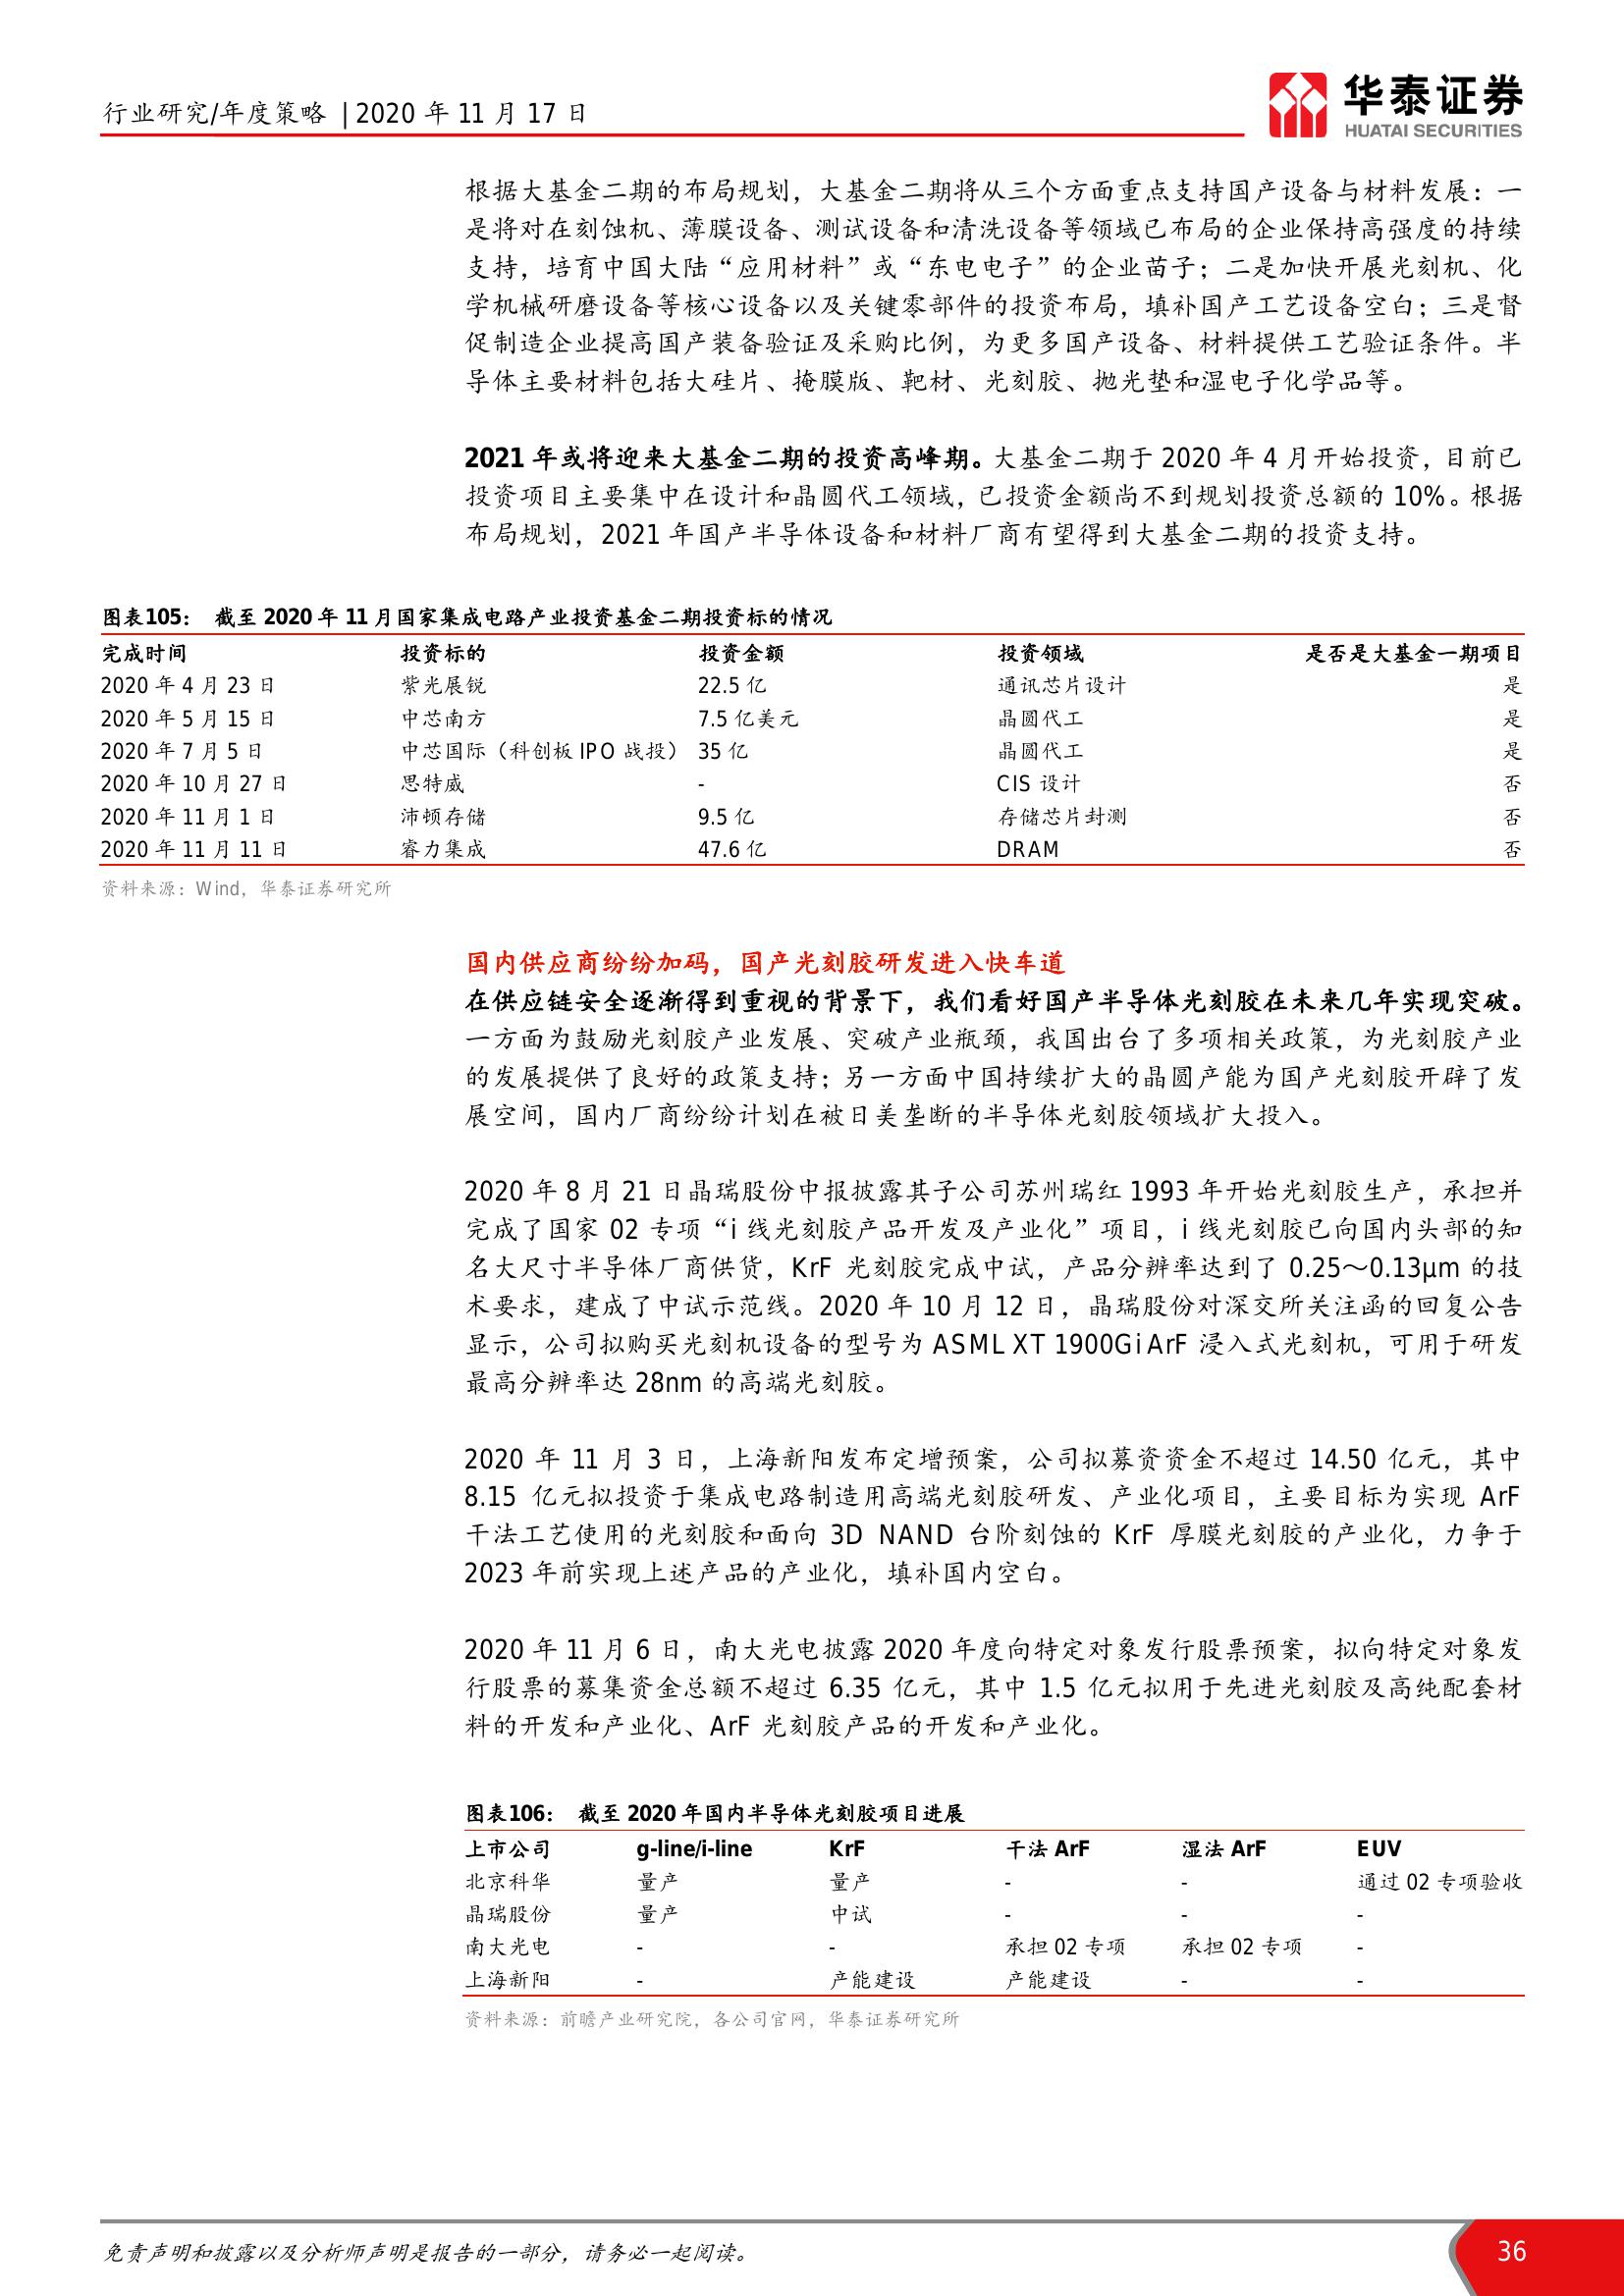 行业研究/年度策略 | 2020 年 11 月 17 日
华泰证券
HUATAI SECURITIES
根据大基金二期的布局规划，大基金二期将从三个方面重点支持国产设备与材料发展：一
是将对在刻蚀机、薄膜设备、测试设备和清洗设备等领域已布局的企业保持高强度的持续
支持，培育中国大陆“应用材料”或“东电电子”的企业苗子；二是加快开展光刻机、化
学机械研磨设备等核心设备以及关键零部件的投资布局，填补国产工艺设备空白；三是督
促制造企业提高国产装备验证及采购比例，为更多国产设备、材料提供工艺验证条件。半
导体主要材料包括大硅片、掩膜版、靶材、光刻胶、抛光垫和湿电子化学品等。
2021 年或将迎来大基金二期的投资高峰期。大基金二期于 2020 年 4 月开始投资，目前已
投资项目主要集中在设计和晶圆代工领域，已投资金额尚不到规划投资总额的 10%。根据
布局规划，2021 年国产半导体设备和材料厂商有望得到大基金二期的投资支持。
图表105： 截至 2020 年 11 月国家集成电路产业投资基金二期投资标的情况
完成时间 投资标的 投资金额 投资领域 是否是大基金一期项目
2020 年 4 月 23 日 紫光展锐 22.5 亿 通讯芯片设计 是
2020 年 5 月 15 日 中芯南方 7.5 亿美元 晶圆代工 是
2020 年 7 月 5 日 中芯国际（科创板 IPO 战投） 35 亿 晶圆代工 是
2020 年 10 月 27 日 思特威 - CIS 设计 否
2020 年 11 月 1 日 沛顿存储 9.5 亿 存储芯片封测 否
2020 年 11 月 11 日 睿力集成 47.6 亿 DRAM 否
资料来源：Wind，华泰证券研究所
国内供应商纷纷加码，国产光刻胶研发进入快车道
在供应链安全逐渐得到重视的背景下，我们看好国产半导体光刻胶在未来几年实现突破。
一方面为鼓励光刻胶产业发展、突破产业瓶颈，我国出台了多项相关政策，为光刻胶产业
的发展提供了良好的政策支持；另一方面中国持续扩大的晶圆产能为国产光刻胶开辟了发
展空间，国内厂商纷纷计划在被日美垄断的半导体光刻胶领域扩大投入。
2020 年 8 月 21 日晶瑞股份中报披露其子公司苏州瑞红 1993 年开始光刻胶生产，承担并
完成了国家 02 专项“i 线光刻胶产品开发及产业化”项目，i 线光刻胶已向国内头部的知
名大尺寸半导体厂商供货，KrF 光刻胶完成中试，产品分辨率达到了 0.25～0.13μm 的技
术要求，建成了中试示范线。2020 年 10 月 12 日，晶瑞股份对深交所关注函的回复公告
显示，公司拟购买光刻机设备的型号为 ASML XT 1900Gi ArF 浸入式光刻机，可用于研发
最高分辨率达 28nm 的高端光刻胶。
2020 年 11 月 3 日，上海新阳发布定增预案，公司拟募资资金不超过 14.50 亿元，其中
8.15 亿元拟投资于集成电路制造用高端光刻胶研发、产业化项目，主要目标为实现 ArF
干法工艺使用的光刻胶和面向 3D NAND 台阶刻蚀的 KrF 厚膜光刻胶的产业化，力争于
2023 年前实现上述产品的产业化，填补国内空白。
2020 年 11 月 6 日，南大光电披露 2020 年度向特定对象发行股票预案，拟向特定对象发
行股票的募集资金总额不超过 6.35 亿元，其中 1.5 亿元拟用于先进光刻胶及高纯配套材
料的开发和产业化、ArF 光刻胶产品的开发和产业化。
图表106： 截至 2020 年国内半导体光刻胶项目进展
上市公司 g-line/i-line KrF 干法 ArF 湿法 ArF EUV
北京科华 量产 量产 - - 通过 02 专项验收
晶瑞股份 量产 中试 - - -
南大光电 - - 承担 02 专项 承担 02 专项 -
上海新阳 - 产能建设 产能建设 - -
资料来源：前瞻产业研究院，各公司官网，华泰证券研究所
免责声明和披露以及分析师声明是报告的一部分，请务必一起阅读。
36